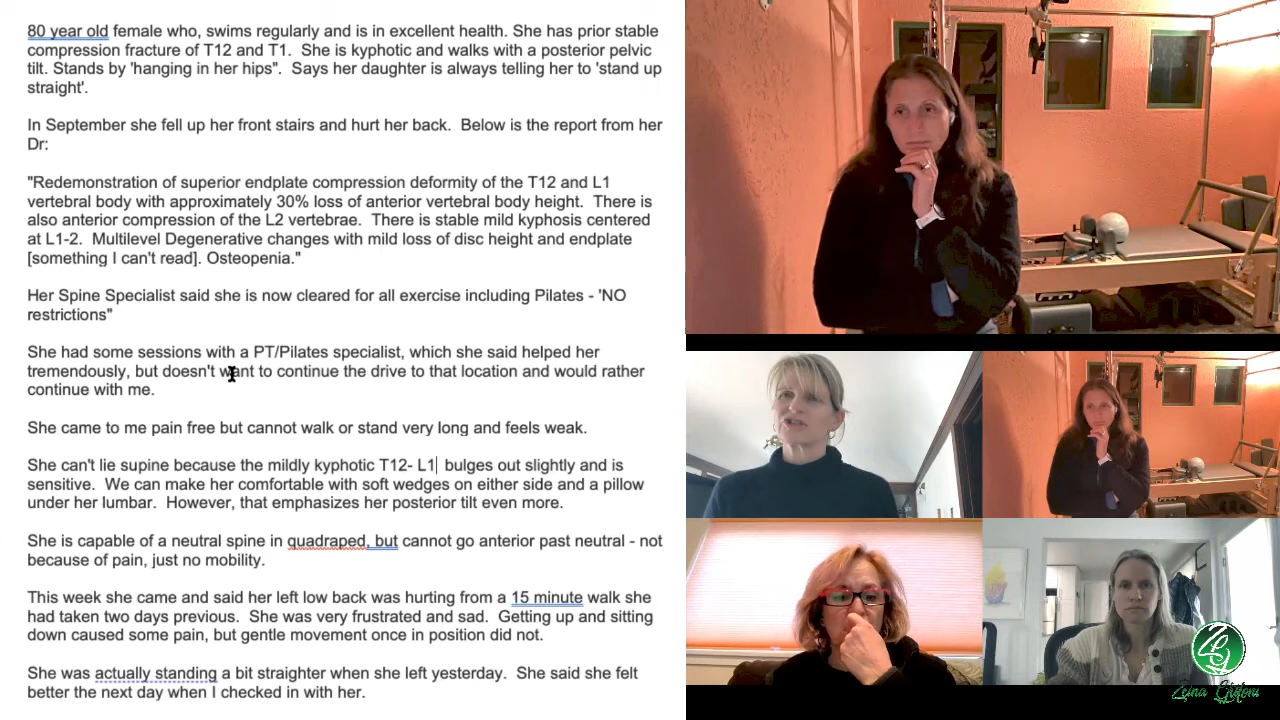 80 year old female who, swims regularly and is in excellent health. She has prior stable
compression fracture of T12 and T1.  She is kyphotic and walks with a posterior pelvic
tilt. Stands by 'hanging in her hips".  Says her daughter is always telling her to 'stand up
straight'.
In September she fell up her front stairs and hurt her back.  Below is the report from her
Dr:
"Redemonstration of superior endplate compression deformity of the T12 and L1
vertebral body with approximately 30% loss of anterior vertebral body height.  There is
also anterior compression of the L2 vertebrae.  There is stable mild kyphosis centered
at L1-2.  Multilevel Degenerative changes with mild loss of disc height and endplate
[something I can't read]. Osteopenia."
Her Spine Specialist said she is now cleared for all exercise including Pilates - 'NO
restrictions"
She had some sessions with a PT/Pilates specialist, which she said helped her
tremendously, but doesn't want to continue the drive to that location and would rather
continue with me.
She came to me pain free but cannot walk or stand very long and feels weak.
She can't lie supine because the mildly kyphotic T12- L1 bulges out slightly and is
sensitive.  We can make her comfortable with soft wedges on either side and a pillow
under her lumbar.  However, that emphasizes her posterior tilt even more.
She is capable of a neutral spine in quadraped, but cannot go anterior past neutral - not
because of pain, just no mobility.
This week she came and said her left low back was hurting from a 15 minute walk she
had taken two days previous.  She was very frustrated and sad.  Getting up and sitting
down caused some pain, but gentle movement once in position did not.
She was actually standing a bit straighter when she left yesterday.  She said she felt
better the next day when I checked in with her.